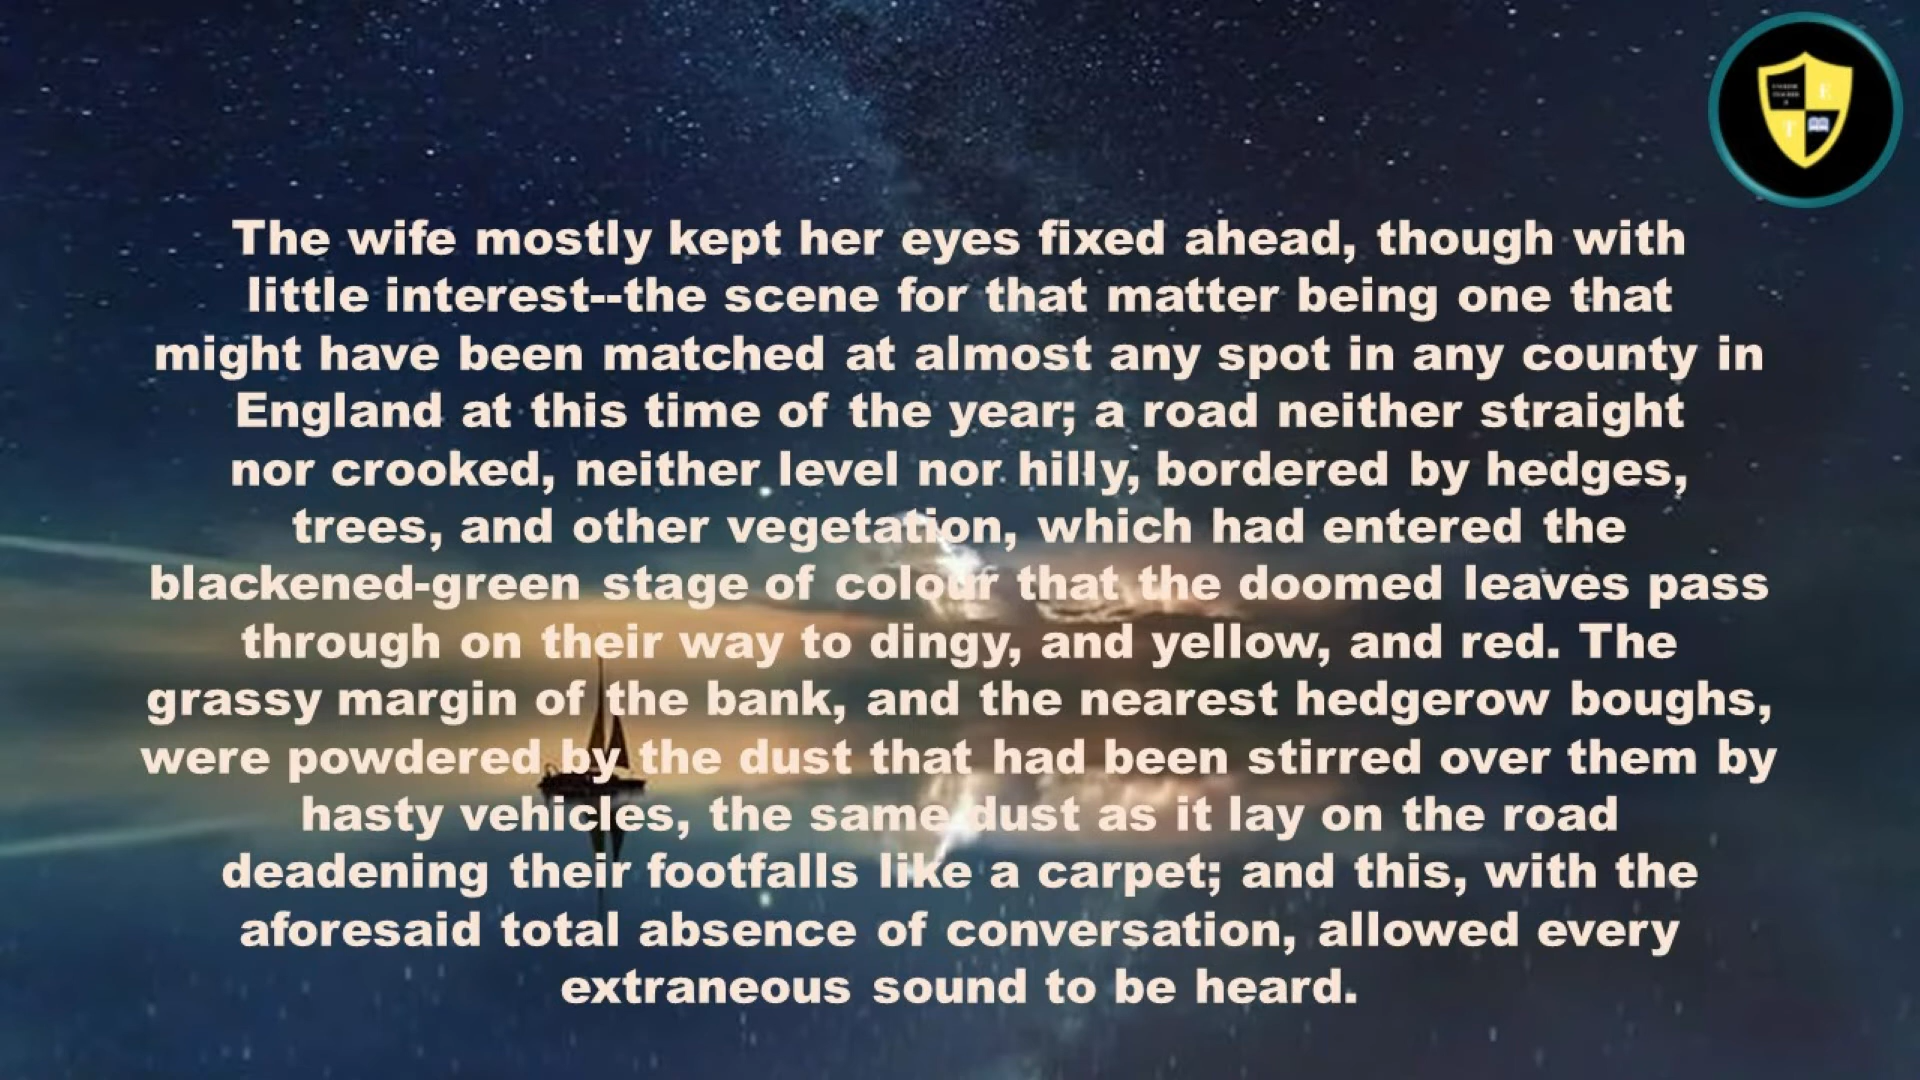 E
T
The wife mostly kept her eyes fixed ahead, though with
little interest--the scene for that matter being one that
might have been matched at almost any spot in any county in
England at this time of the year; a road neither straight
nor crooked, neither level nor hilly, bordered by hedges,
trees, and other vegetation, which had entered the
blackened-green stage of colour that the doomed leaves pass
through on their way to dingy, and yellow, and red. The
grassy margin of the bank, and the nearest hedgerow boughs,
were powdered by the dust that had been stirred over them by
hasty vehicles, the same dust as it lay on the road
deadening their footfalls like a carpet; and this, with the
aforesaid total absence of conversation, allowed every
extraneous sound to be heard.